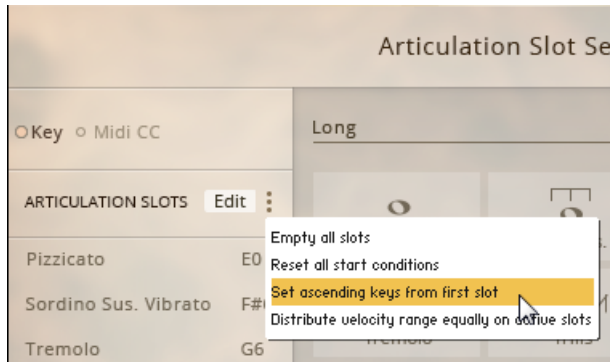 Articulation Slot Se
Key Midi CC
Long
ARTICULATION SLOTS Edit
Empty all slots
Reset all start conditions
Set ascending keys from first slot
Distribute velocity range equally on active slots
Pizzicato E0
Sordino Sus. Vibrato F#
Tremolo G6
Tremolo